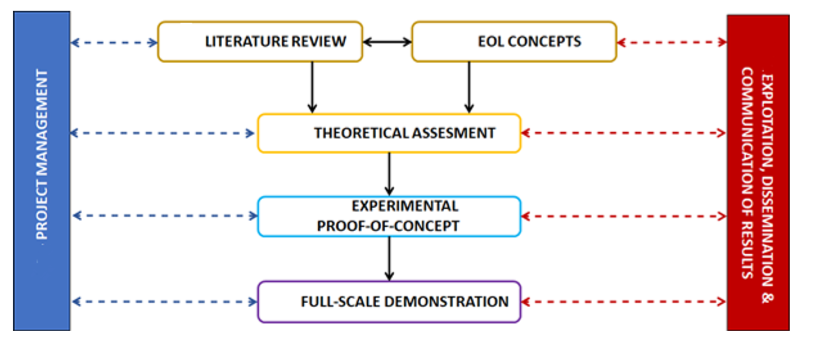 PROJECT MANAGEMENT
LITERATURE REVIEW
EOL CONCEPTS
THEORETICAL ASSESMENT
EXPERIMENTAL
PROOF-OF-CONCEPT
FULL-SCALE DEMONSTRATION
EXPLOTATION, DISSEMINATION &
COMMUNICATION OF RESULTS